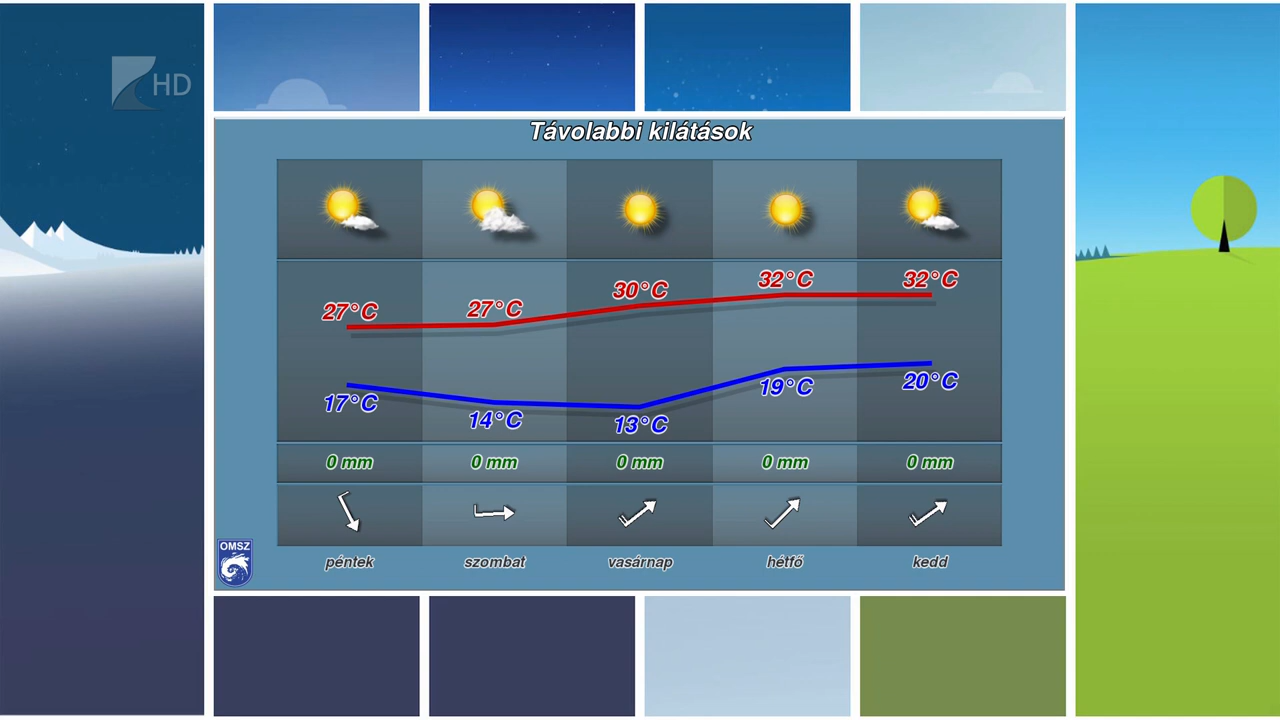 HD
Távolabbi kilátások
27°C 27°C 30°C 32°C 32°C
17°C 14°C 13°C 19°C 20°C
0 mm 0 mm 0 mm 0 mm 0 mm
OMSZ
péntek szombat vasárnap hétfő kedd